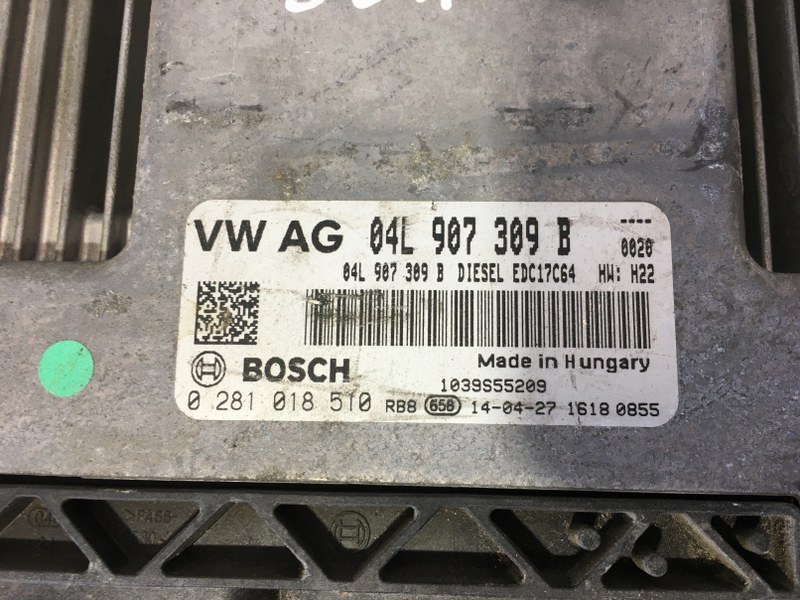 VW AG 04L 907 309 B ----
0020
04L 907 309 B DIESEL EDC17C64 HW: H22
BOSCH Made in Hungary
1039S55209
0 281 018 510 RB8 656 14-04-27 1618 0855